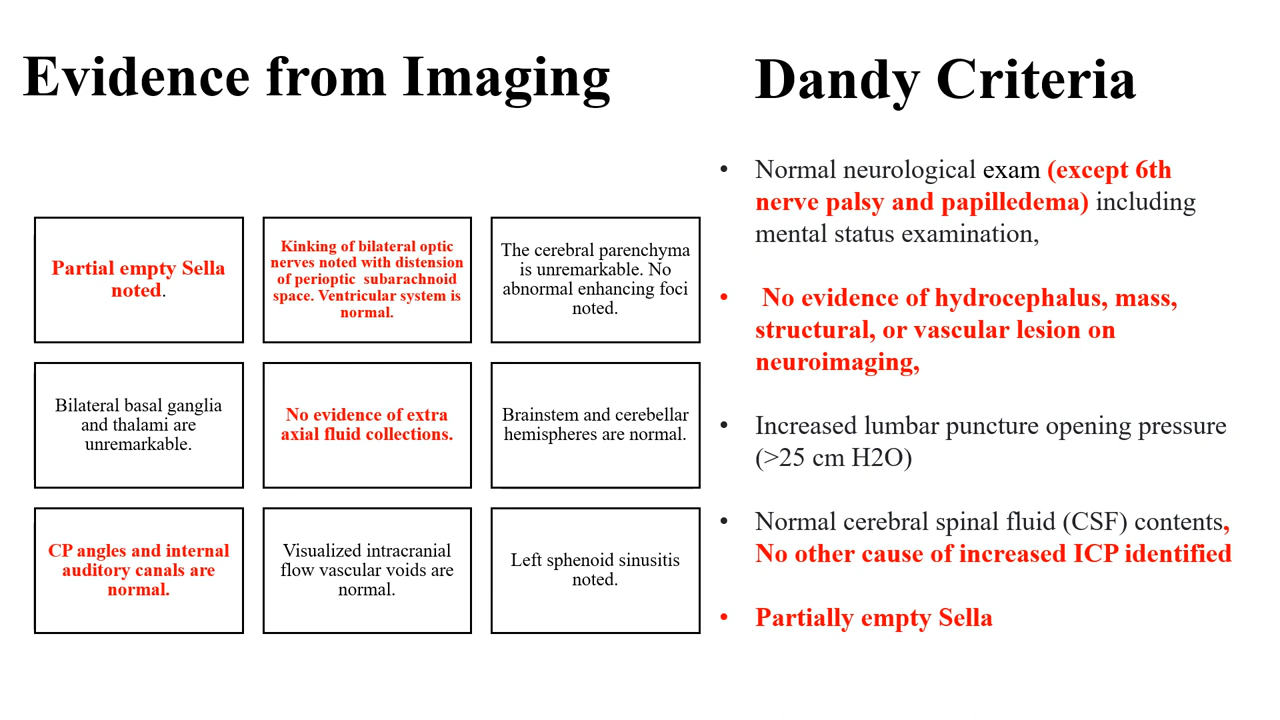 Evidence from Imaging
Partial empty Sella
noted.
Kinking of bilateral optic
nerves noted with distension
of perioptic subarachnoid
space. Ventricular system is
normal.
The cerebral parenchyma
is unremarkable. No
abnormal enhancing foci
noted.
Bilateral basal ganglia
and thalami are
unremarkable.
No evidence of extra
axial fluid collections.
Brainstem and cerebellar
hemispheres are normal.
CP angles and internal
auditory canals are
normal.
Visualized intracranial
flow vascular voids are
normal.
Left sphenoid sinusitis
noted.
Dandy Criteria
• Normal neurological exam (except 6th
nerve palsy and papilledema) including
mental status examination,
• No evidence of hydrocephalus, mass,
structural, or vascular lesion on
neuroimaging,
• Increased lumbar puncture opening pressure
(>25 cm H2O)
• Normal cerebral spinal fluid (CSF) contents,
No other cause of increased ICP identified
• Partially empty Sella